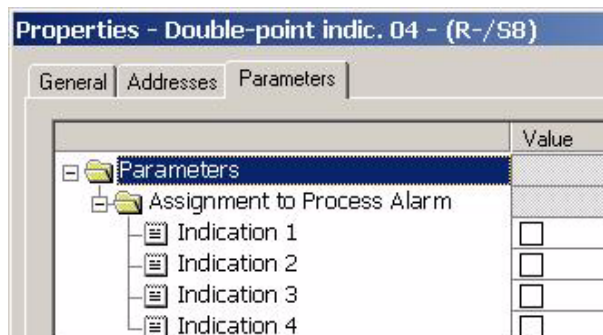 Properties - Double-point indic. 04 - (R-/S8)
General Addresses Parameters
Value
Parameters
Assignment to Process Alarm
Indication 1
Indication 2
Indication 3
Indication 4